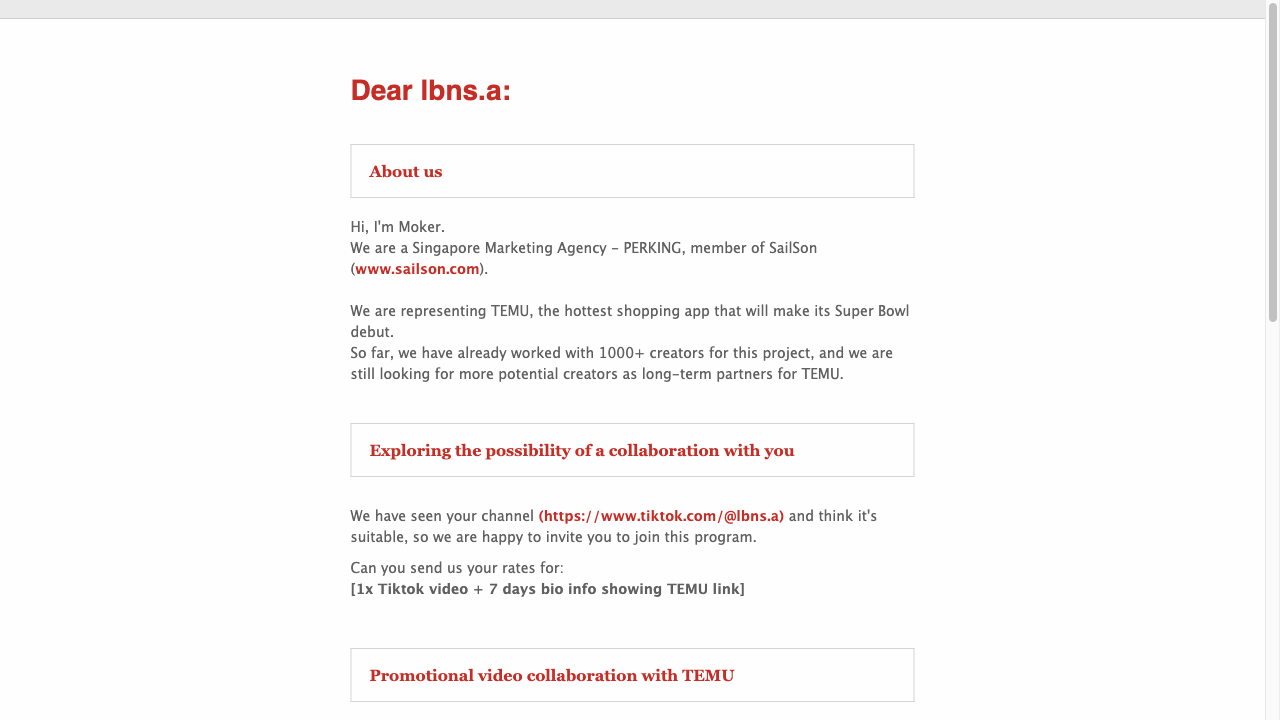 Dear lbns.a:
About us
Hi, I'm Moker.
We are a Singapore Marketing Agency – PERKING, member of SailSon
(www.sailson.com).
We are representing TEMU, the hottest shopping app that will make its Super Bowl
debut.
So far, we have already worked with 1000+ creators for this project, and we are
still looking for more potential creators as long-term partners for TEMU.
Exploring the possibility of a collaboration with you
We have seen your channel (https://www.tiktok.com/@lbns.a) and think it's
suitable, so we are happy to invite you to join this program.
Can you send us your rates for:
[1x Tiktok video + 7 days bio info showing TEMU link]
Promotional video collaboration with TEMU